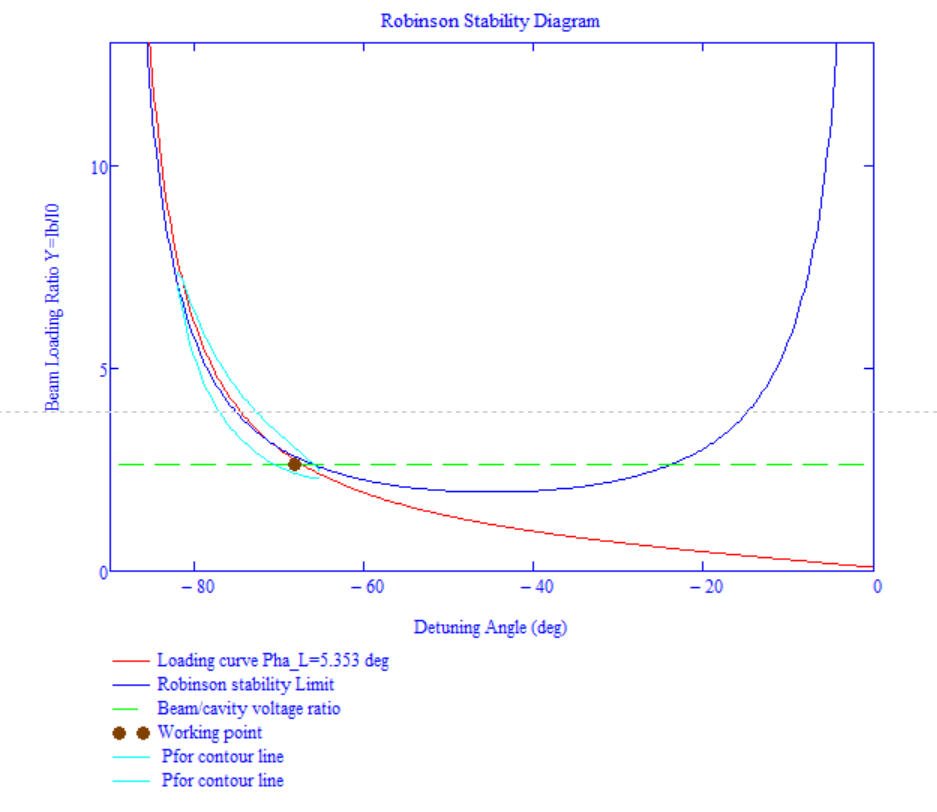 Robinson Stability Diagram
10
5
0
Beam Loading Ratio Y=Ib/I0
– 80
– 60
– 40
– 20
0
Detuning Angle (deg)
Loading curve Pha_L=5.353 deg
Robinson stability Limit
Beam/cavity voltage ratio
Working point
Pfor contour line
Pfor contour line